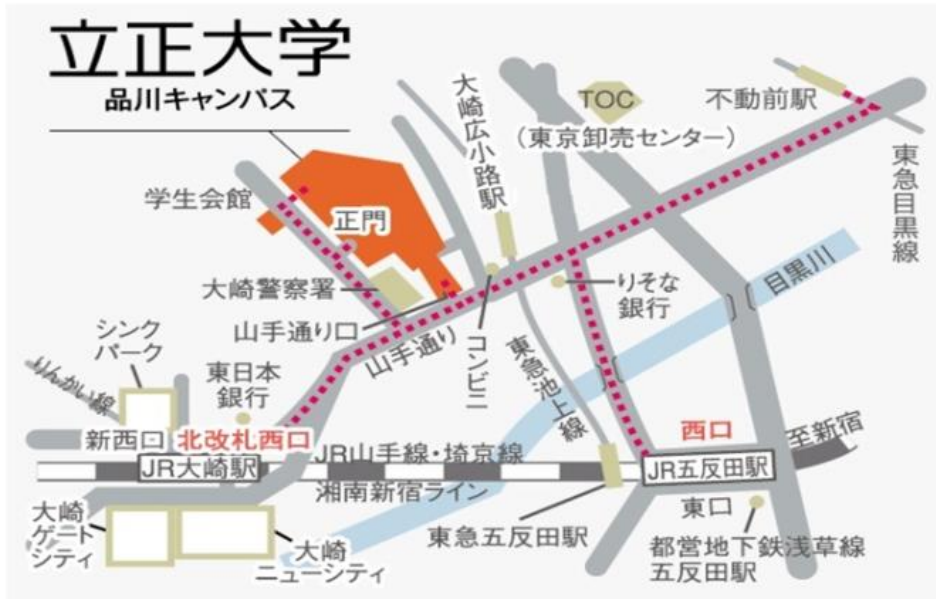 立正大学
品川キャンパス
学生会館
正門
大崎警察署
山手通り口
山手通り
コンビニ
大崎広小路駅
TOC
（東京卸売センター）
不動前駅
東急目黒線
目黒川
りそな
銀行
東急池上線
シンク
パーク
りんかい線
東日本
銀行
新西口
北改札西口
JR大崎駅
JR山手線・埼京線
湘南新宿ライン
西口
至新宿
JR五反田駅
東口
東急五反田駅
都営地下鉄浅草線
五反田駅
大崎
ゲート
シティ
大崎
ニューシティ